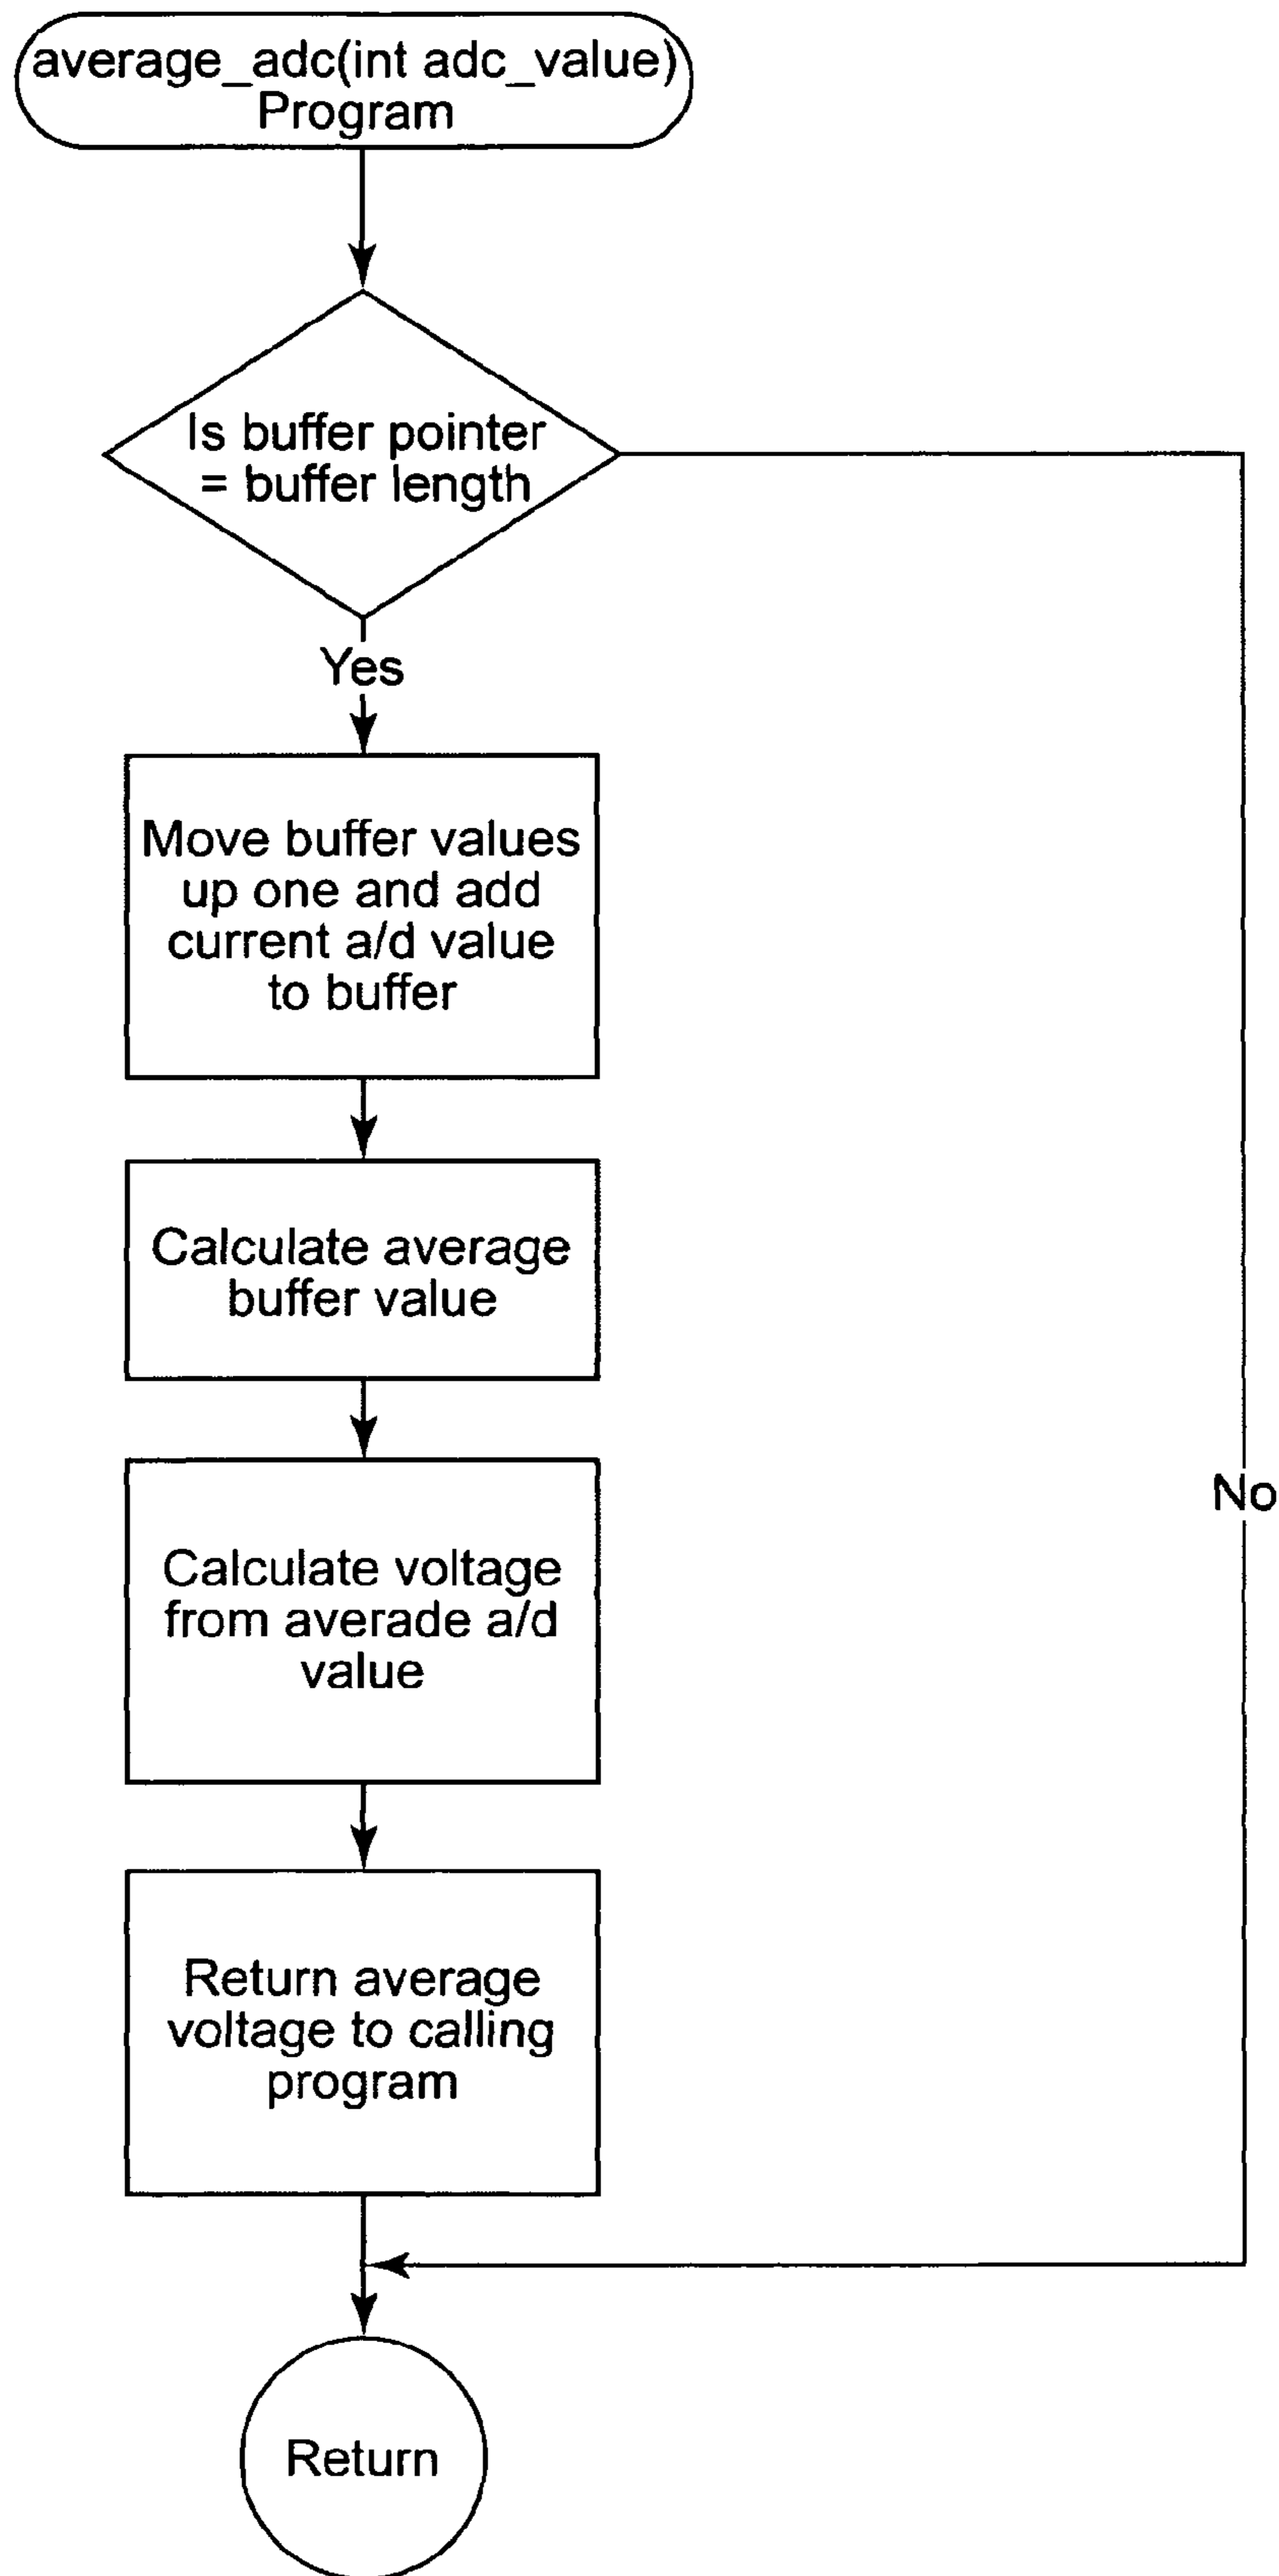 average_adc(int adc_value)
Program
Is buffer pointer
= buffer length
Yes
Move buffer values
up one and add
current a/d value
to buffer
Calculate average
buffer value
Calculate voltage
from averade a/d
value
No
Return average
voltage to calling
program
Return